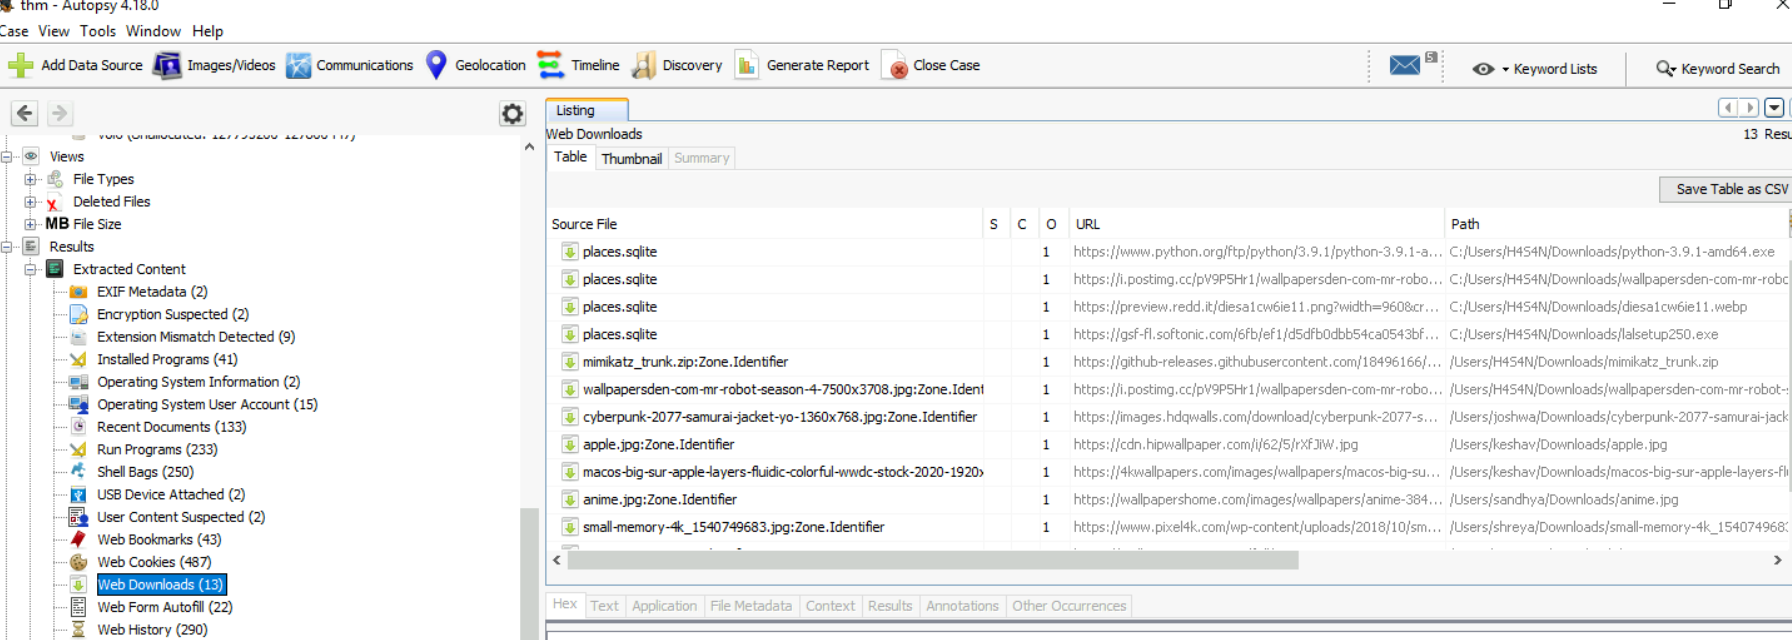 thm - Autopsy 4.18.0
Case View Tools Window Help
Add Data Source Images/Videos Communications Geolocation Timeline Discovery Generate Report Close Case 5 Keyword Lists Keyword Search
Views
File Types
Deleted Files
MB File Size
Results
Extracted Content
EXIF Metadata (2)
Encryption Suspected (2)
Extension Mismatch Detected (9)
Installed Programs (41)
Operating System Information (2)
Operating System User Account (15)
Recent Documents (133)
Run Programs (233)
Shell Bags (250)
USB Device Attached (2)
User Content Suspected (2)
Web Bookmarks (43)
Web Cookies (487)
Web Downloads (13)
Web Form Autofill (22)
Web History (290)
Listing
Web Downloads
13 Resu
Table Thumbnail Summary
Save Table as CSV
Source File S C O URL Path
places.sqlite 1 https://www.python.org/ftp/python/3.9.1/python-3.9.1-a... C:/Users/H4S4N/Downloads/python-3.9.1-amd64.exe
places.sqlite 1 https://i.postimg.cc/pV9P5Hr1/wallpapersden-com-mr-robo... C:/Users/H4S4N/Downloads/wallpapersden-com-mr-robo
places.sqlite 1 https://preview.redd.it/diesa1cw6ie11.png?width=960&cr... C:/Users/H4S4N/Downloads/diesa1cw6ie11.webp
places.sqlite 1 https://gsf-fl.softonic.com/6fb/ef1/d5dfb0dbb54ca0543bf... C:/Users/H4S4N/Downloads/lalsetup250.exe
mimikatz_trunk.zip:Zone.Identifier 1 https://github-releases.githubusercontent.com/18496166/... /Users/H4S4N/Downloads/mimikatz_trunk.zip
wallpapersden-com-mr-robot-season-4-7500x3708.jpg:Zone.Ident 1 https://i.postimg.cc/pV9P5Hr1/wallpapersden-com-mr-robo... /Users/H4S4N/Downloads/wallpapersden-com-mr-robot-
cyberpunk-2077-samurai-jacket-yo-1360x768.jpg:Zone.Identifier 1 https://images.hdqwalls.com/download/cyberpunk-2077-s... /Users/joshwa/Downloads/cyberpunk-2077-samurai-jack
apple.jpg:Zone.Identifier 1 https://cdn.hipwallpaper.com/i/62/5/rXfJiW.jpg /Users/keshav/Downloads/apple.jpg
macos-big-sur-apple-layers-fluidic-colorful-wwdc-stock-2020-1920x 1 https://4kwallpapers.com/images/wallpapers/macos-big-su... /Users/keshav/Downloads/macos-big-sur-apple-layers-fl
anime.jpg:Zone.Identifier 1 https://wallpapershome.com/images/wallpapers/anime-384... /Users/sandhya/Downloads/anime.jpg
small-memory-4k_1540749683.jpg:Zone.Identifier 1 https://www.pixel4k.com/wp-content/uploads/2018/10/sm... /Users/shreya/Downloads/small-memory-4k_1540749683
Hex Text Application File Metadata Context Results Annotations Other Occurrences